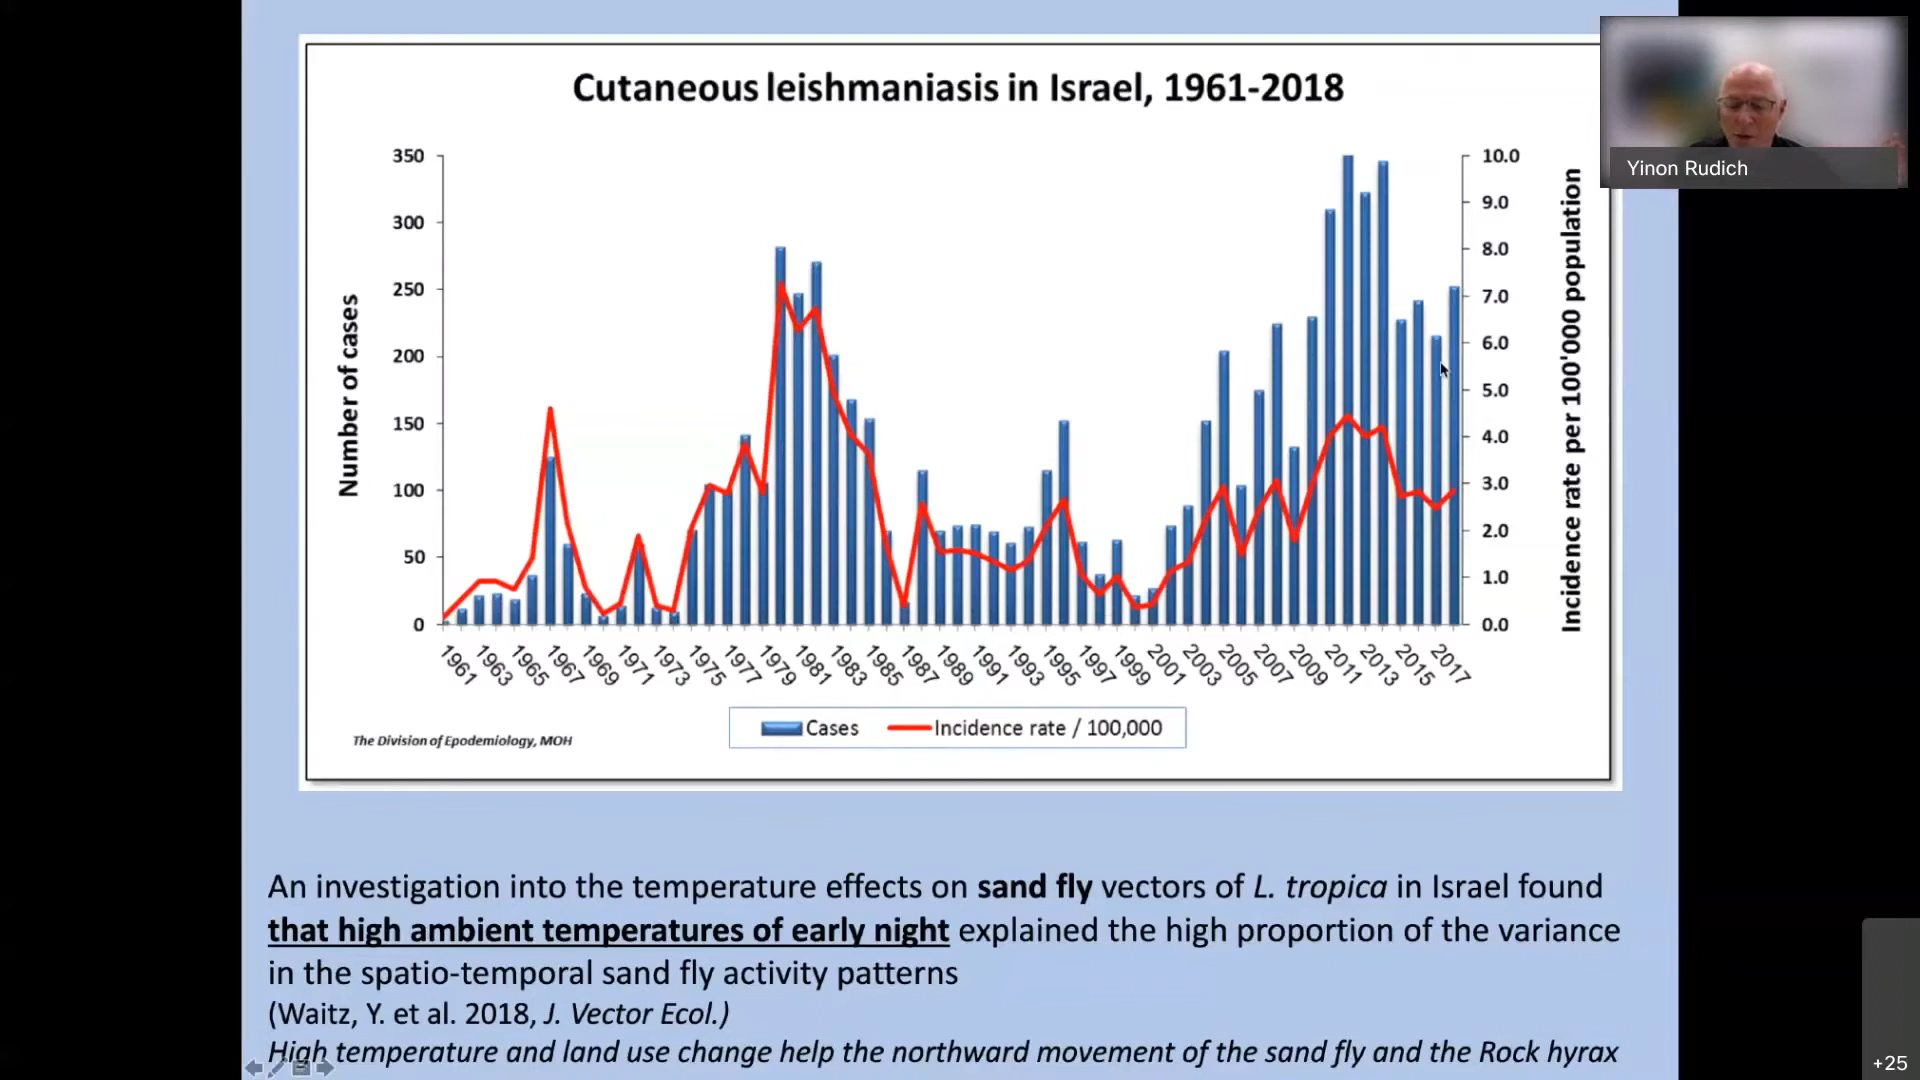 Cutaneous leishmaniasis in Israel, 1961-2018
Yinon Rudich
Number of cases
350
300
250
200
150
100
50
0
10.0
9.0
8.0
7.0
6.0
5.0
4.0
3.0
2.0
1.0
0.0
Incidence rate per 100'000 population
1961 1963 1965 1967 1969 1971 1973 1975 1977 1979 1981 1983 1985 1987 1989 1991 1993 1995 1997 1999 2001 2003 2005 2007 2009 2011 2013 2015 2017
Cases Incidence rate / 100,000
The Division of Epodemiology, MOH
An investigation into the temperature effects on sand fly vectors of L. tropica in Israel found
that high ambient temperatures of early night explained the high proportion of the variance
in the spatio-temporal sand fly activity patterns
(Waitz, Y. et al. 2018, J. Vector Ecol.)
High temperature and land use change help the northward movement of the sand fly and the Rock hyrax
+25